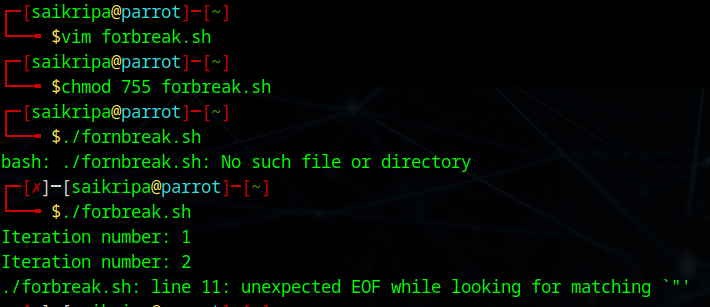 ┌─[saikripa@parrot]─[~]
└──╼ $vim forbreak.sh
┌─[saikripa@parrot]─[~]
└──╼ $chmod 755 forbreak.sh
┌─[saikripa@parrot]─[~]
└──╼ $./fornbreak.sh
bash: ./fornbreak.sh: No such file or directory
┌─[✗]─[saikripa@parrot]─[~]
└──╼ $./forbreak.sh
Iteration number: 1
Iteration number: 2
./forbreak.sh: line 11: unexpected EOF while looking for matching `"'